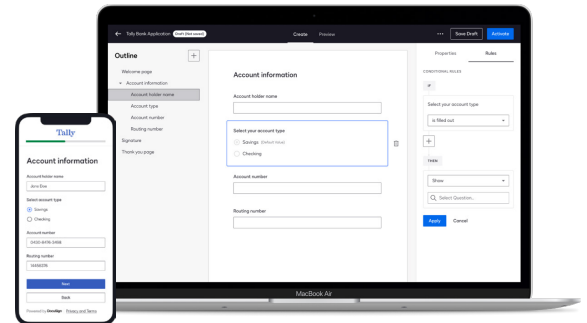 ← Tally Bank Application Draft (Not saved)
Create Preview
Save Draft Activate
Outline
Welcome page
Account information
Account holder name
Account type
Account number
Routing number
Signature
Thank you page
Account information
Account holder name
Select your account type
Savings (Default Value)
Checking
Account number
Routing number
Properties Rules
CONDITIONAL RULES
IF
Select your account type
is filled out
THEN
Show
Select Question...
Apply Cancel
MacBook Air
Tally
Account information
Account holder name
Jane Doe
Select account type
Savings
Checking
Account number
Routing number
Next
Back
Powered by DocuSign Privacy and Terms